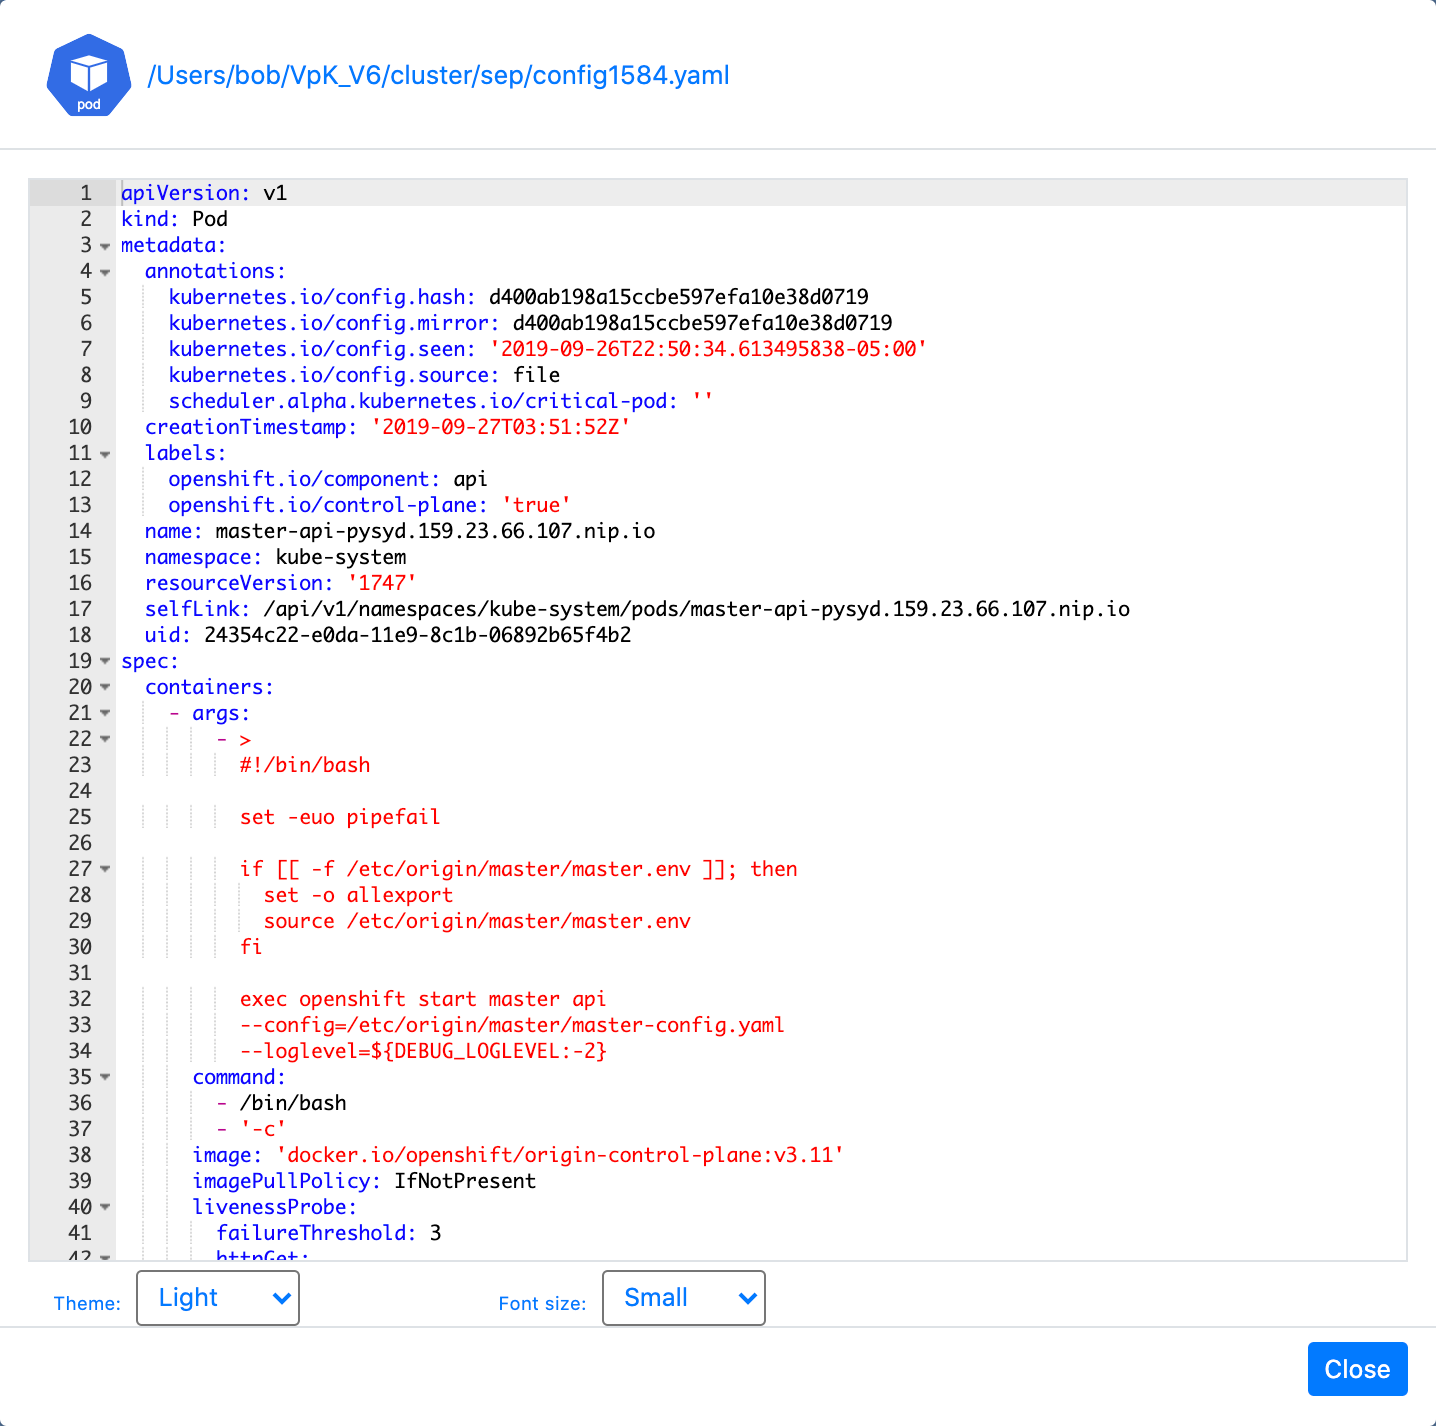 pod
/Users/bob/VpK_V6/cluster/sep/config1584.yaml
1 apiVersion: v1
2 kind: Pod
3 metadata:
4   annotations:
5     kubernetes.io/config.hash: d400ab198a15ccbe597efa10e38d0719
6     kubernetes.io/config.mirror: d400ab198a15ccbe597efa10e38d0719
7     kubernetes.io/config.seen: '2019-09-26T22:50:34.613495838-05:00'
8     kubernetes.io/config.source: file
9     scheduler.alpha.kubernetes.io/critical-pod: ''
10   creationTimestamp: '2019-09-27T03:51:52Z'
11   labels:
12     openshift.io/component: api
13     openshift.io/control-plane: 'true'
14   name: master-api-pysyd.159.23.66.107.nip.io
15   namespace: kube-system
16   resourceVersion: '1747'
17   selfLink: /api/v1/namespaces/kube-system/pods/master-api-pysyd.159.23.66.107.nip.io
18   uid: 24354c22-e0da-11e9-8c1b-06892b65f4b2
19 spec:
20   containers:
21     - args:
22         - >
23           #!/bin/bash
24
25           set -euo pipefail
26
27           if [[ -f /etc/origin/master/master.env ]]; then
28             set -o allexport
29             source /etc/origin/master/master.env
30           fi
31
32           exec openshift start master api
33           --config=/etc/origin/master/master-config.yaml
34           --loglevel=${DEBUG_LOGLEVEL:-2}
35       command:
36         - /bin/bash
37         - '-c'
38       image: 'docker.io/openshift/origin-control-plane:v3.11'
39       imagePullPolicy: IfNotPresent
40       livenessProbe:
41         failureThreshold: 3
42         httpGet:
Theme: Light Font size: Small
Close